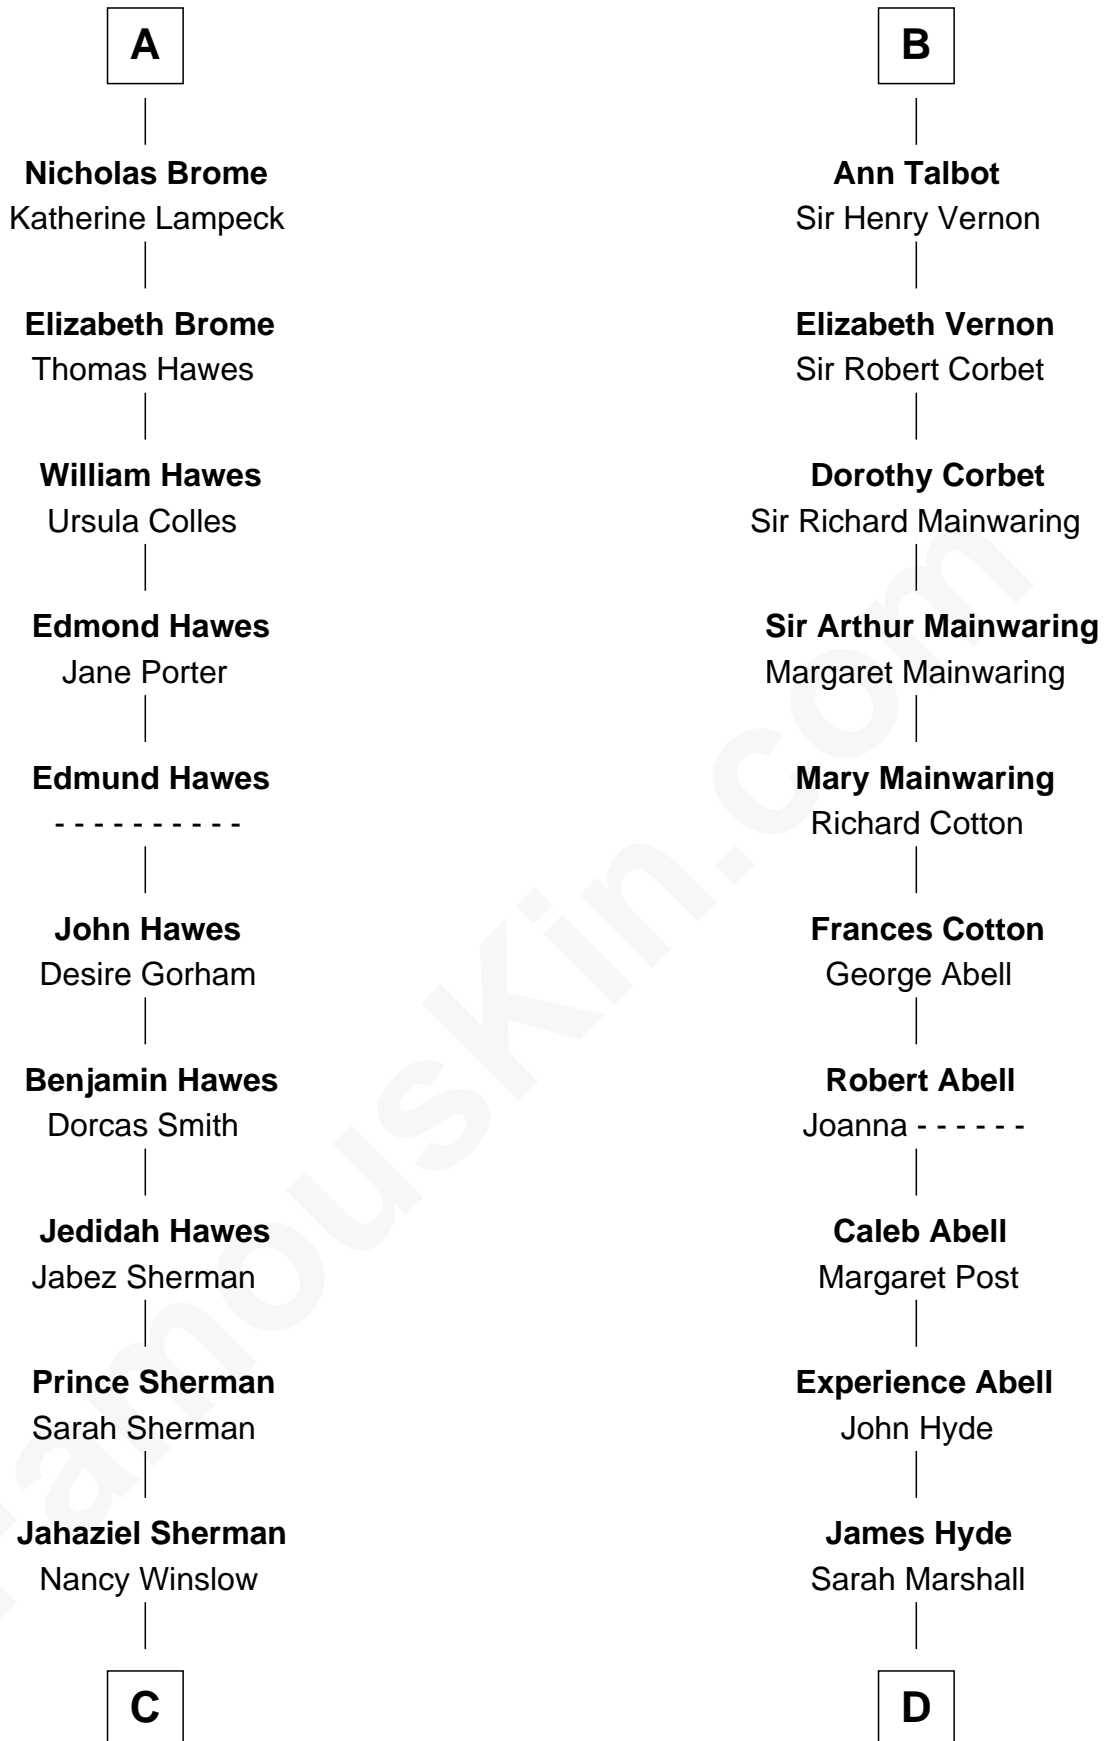 A
Nicholas Brome
Katherine Lampeck
Elizabeth Brome
Thomas Hawes
William Hawes
Ursula Colles
Edmond Hawes
Jane Porter
Edmund Hawes
- - - - - - - - - -
John Hawes
Desire Gorham
Benjamin Hawes
Dorcas Smith
Jedidah Hawes
Jabez Sherman
Prince Sherman
Sarah Sherman
Jahaziel Sherman
Nancy Winslow
C
B
Ann Talbot
Sir Henry Vernon
Elizabeth Vernon
Sir Robert Corbet
Dorothy Corbet
Sir Richard Mainwaring
Sir Arthur Mainwaring
Margaret Mainwaring
Mary Mainwaring
Richard Cotton
Frances Cotton
George Abell
Robert Abell
Joanna - - - - - -
Caleb Abell
Margaret Post
Experience Abell
John Hyde
James Hyde
Sarah Marshall
D
FamousKin.com